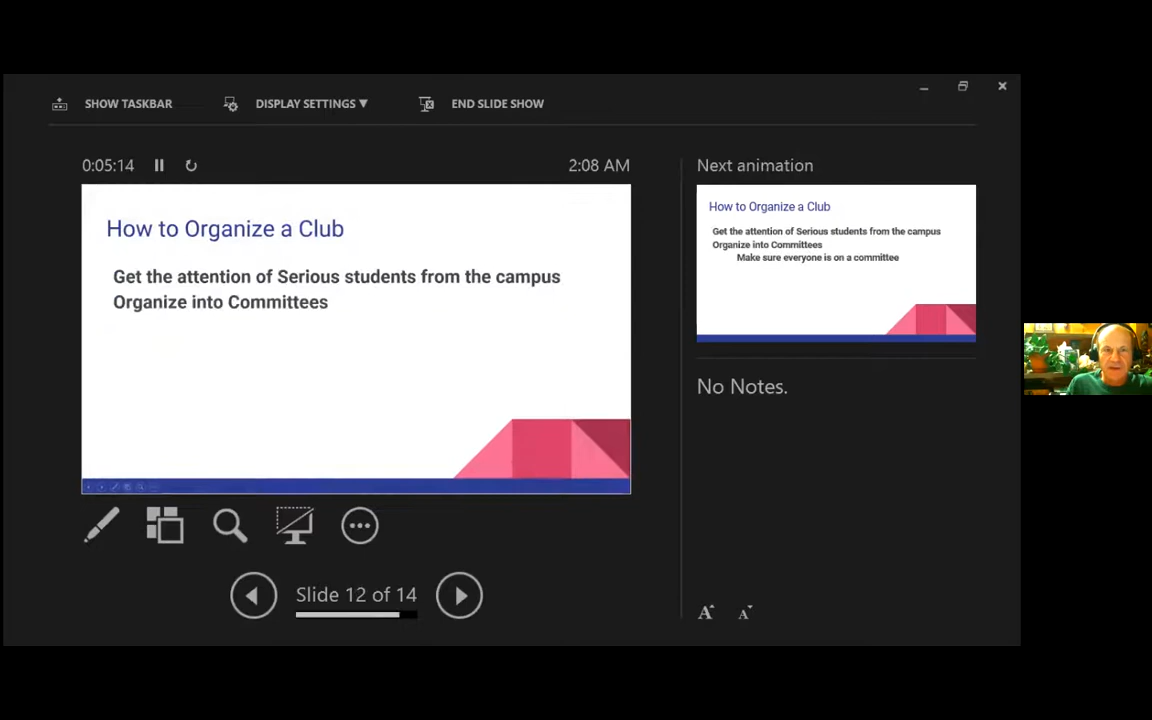 SHOW TASKBAR
DISPLAY SETTINGS ▼
END SLIDE SHOW
0:05:14
2:08 AM
How to Organize a Club
Get the attention of Serious students from the campus
Organize into Committees
Slide 12 of 14
Next animation
How to Organize a Club
Get the attention of Serious students from the campus
Organize into Committees
Make sure everyone is on a committee
No Notes.
A A